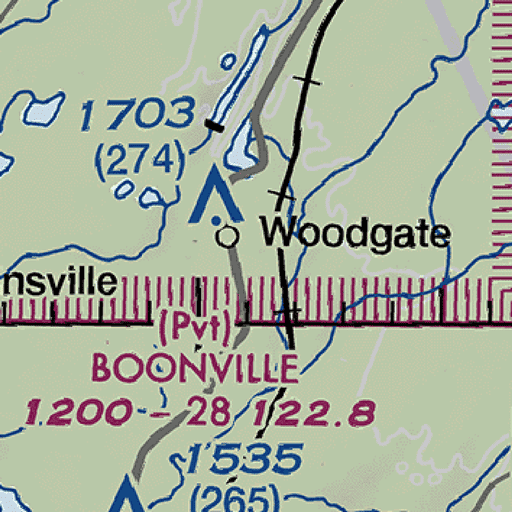 1703
(274)
Woodgate
nsville
(Pvt)
BOONVILLE
1200 - 28 122.8
1535
(265)